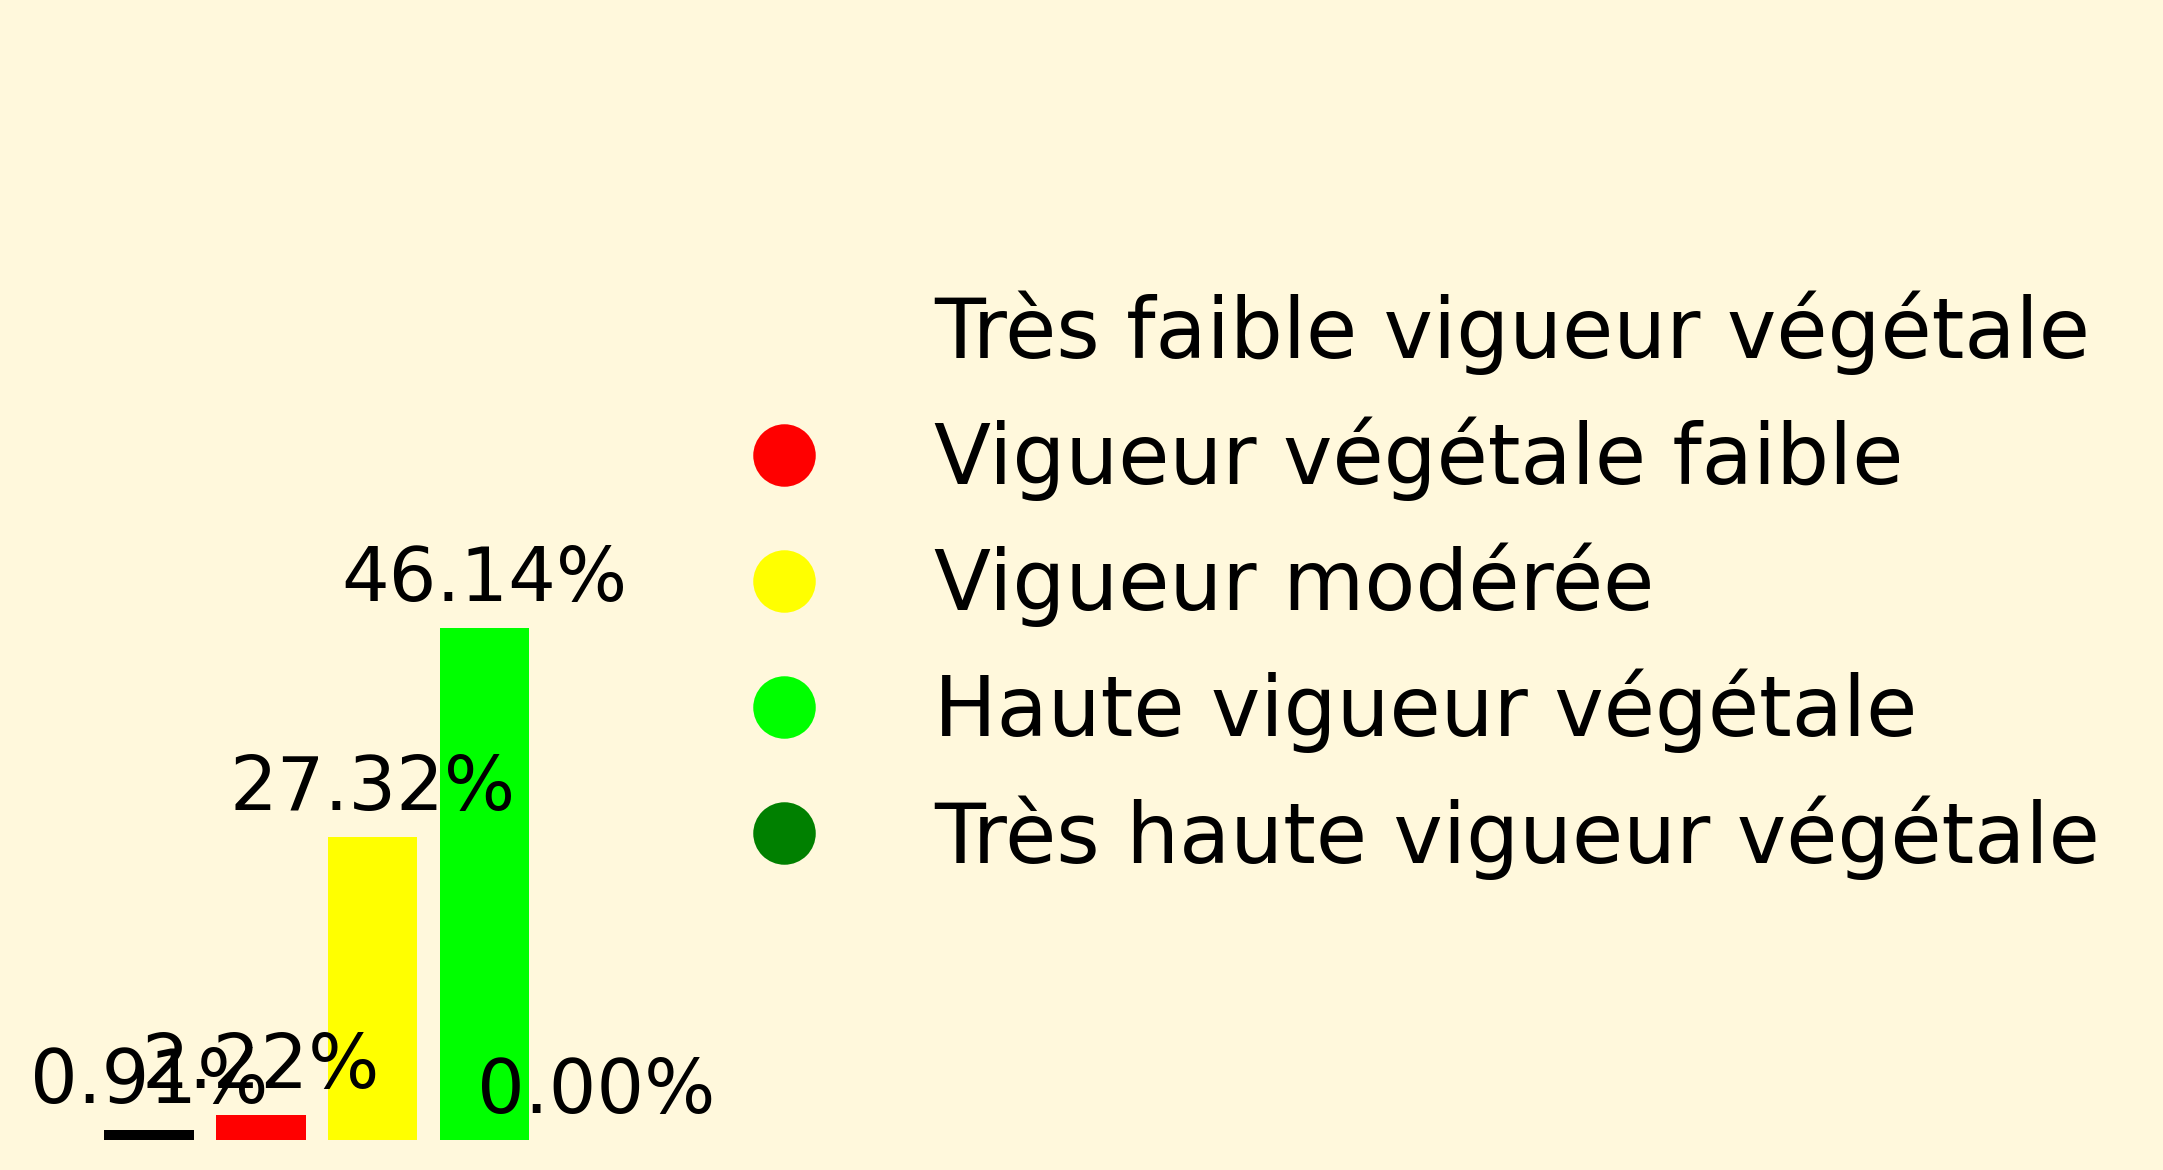 Très faible vigueur végétale
Vigueur végétale faible
46.14%
Vigueur modérée
Haute vigueur végétale
27.32%
Très haute vigueur végétale
0.91%
2.22%
0.00%